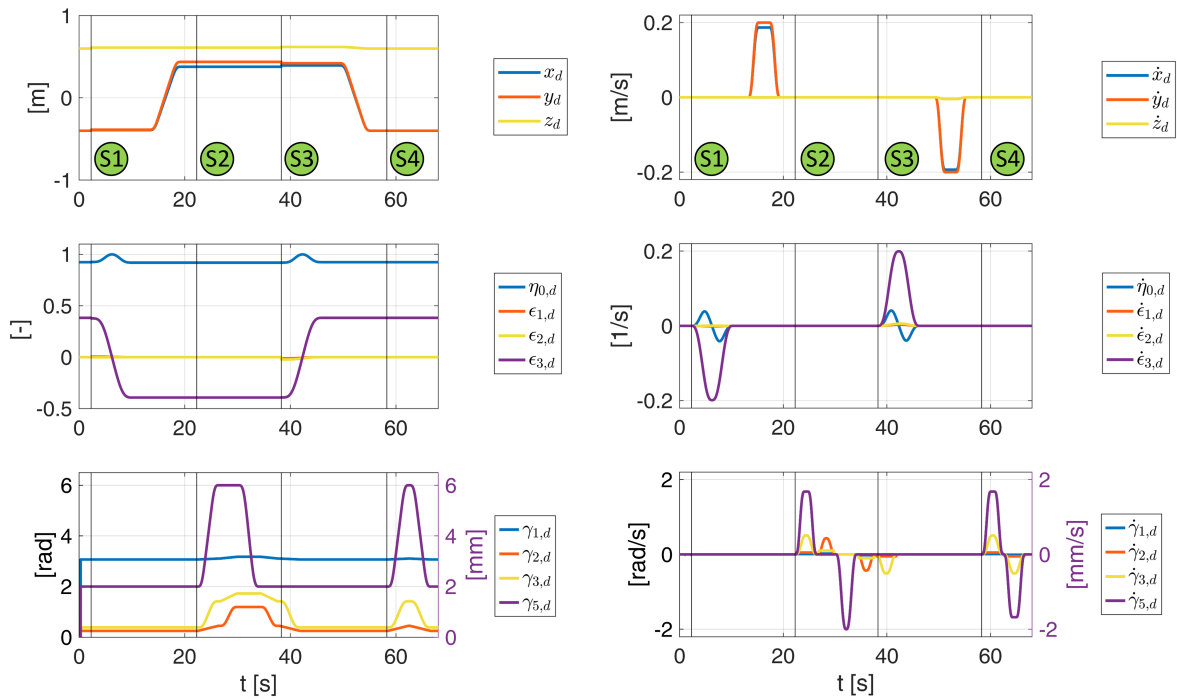 1
0
-1
[m]
0 20 40 60
S1 S2 S3 S4
x_d
y_d
z_d
0.2
0
-0.2
[m/s]
0 20 40 60
S1 S2 S3 S4
ẋ_d
ẏ_d
ż_d
1
0.5
0
-0.5
[-]
0 20 40 60
η_{0,d}
ϵ_{1,d}
ϵ_{2,d}
ϵ_{3,d}
0.2
0
-0.2
[1/s]
0 20 40 60
η̇_{0,d}
ϵ̇_{1,d}
ϵ̇_{2,d}
ϵ̇_{3,d}
6
4
2
0
[rad]
6
4
2
0
[mm]
0 20 40 60
t [s]
γ_{1,d}
γ_{2,d}
γ_{3,d}
γ_{5,d}
2
0
-2
[rad/s]
2
0
-2
[mm/s]
0 20 40 60
t [s]
γ̇_{1,d}
γ̇_{2,d}
γ̇_{3,d}
γ̇_{5,d}